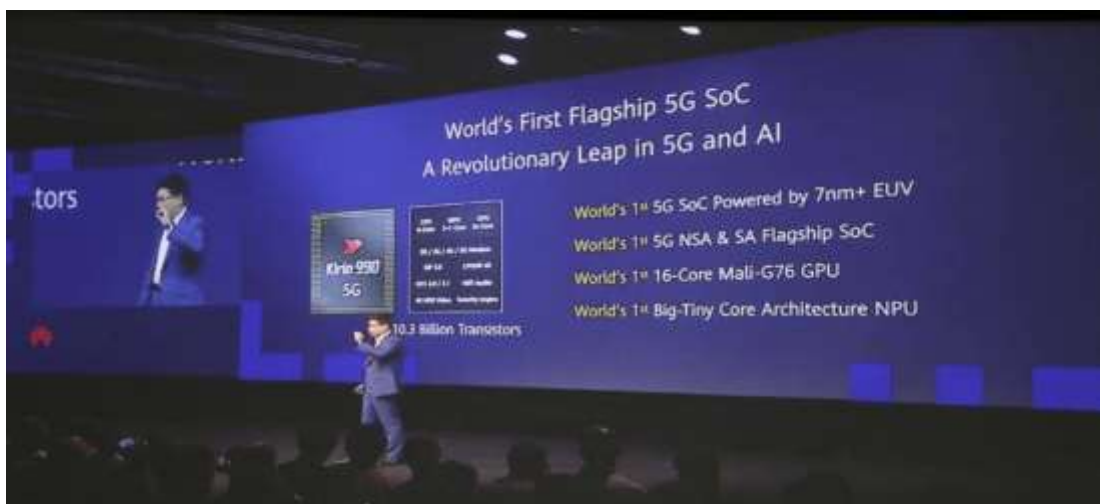 World's First Flagship 5G SoC
A Revolutionary Leap in 5G and AI
World's 1st 5G SoC Powered by 7nm+ EUV
World's 1st 5G NSA & SA Flagship SoC
World's 1st 16-Core Mali-G76 GPU
World's 1st Big-Tiny Core Architecture NPU
Kirin 990
5G
10.3 Billion Transistors
stors